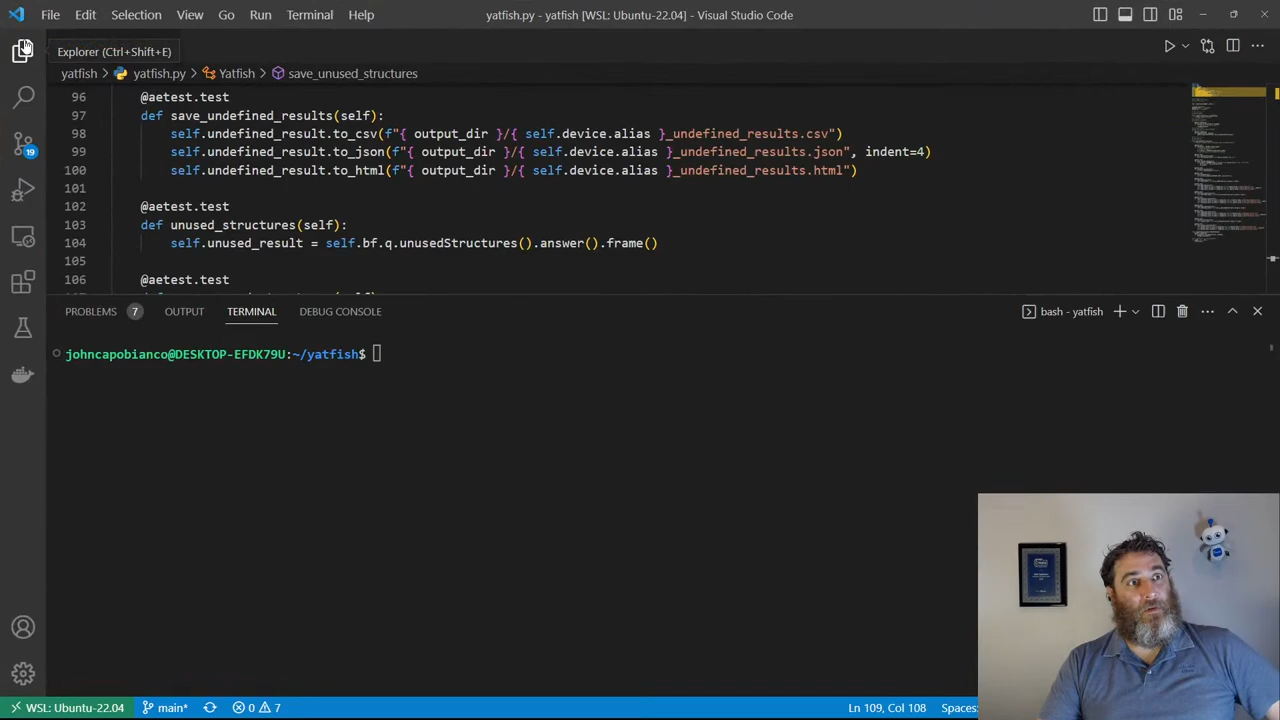 File Edit Selection View Go Run Terminal Help
yatfish.py - yatfish [WSL: Ubuntu-22.04] - Visual Studio Code
Explorer (Ctrl+Shift+E)
yatfish > yatfish.py > Yatfish > save_unused_structures
96 @aetest.test
97 def save_undefined_results(self):
98 self.undefined_result.to_csv(f"{ output_dir }/{ self.device.alias }_undefined_results.csv")
99 self.undefined_result.to_json(f"{ output_dir }/{ self.device.alias }_undefined_results.json", indent=4)
100 self.undefined_result.to_html(f"{ output_dir }/{ self.device.alias }_undefined_results.html")
101
102 @aetest.test
103 def unused_structures(self):
104 self.unused_result = self.bf.q.unusedStructures().answer().frame()
105
106 @aetest.test
19
PROBLEMS 7 OUTPUT TERMINAL DEBUG CONSOLE
bash - yatfish
johncapobianco@DESKTOP-EFDK79U:~/yatfish$
WSL: Ubuntu-22.04 main* 0 7
Ln 109, Col 108 Spaces: